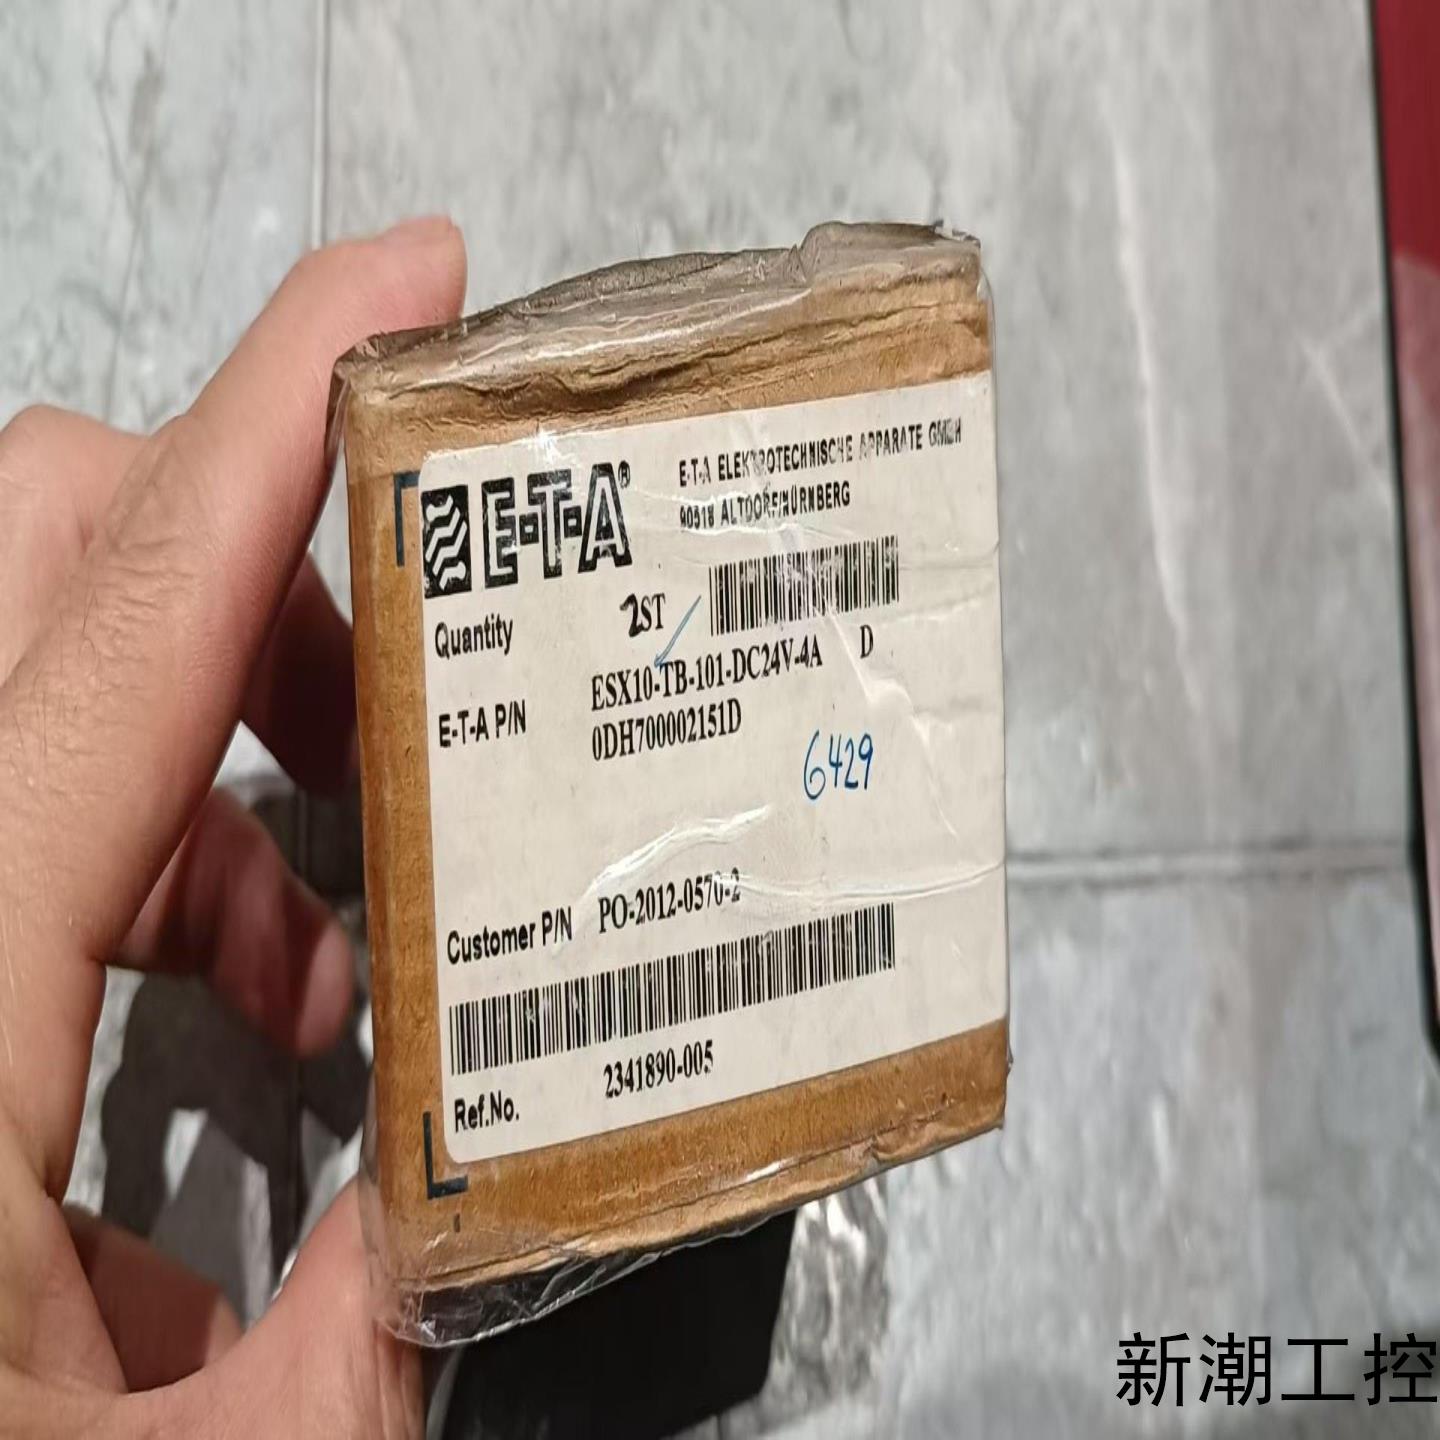 E-T-A®
E-T-A ELEKTROTECHNISCHE APPARATE GMBH
90518 ALTDORF/NÜRNBERG
Quantity 2ST
E-T-A P/N ESX10-TB-101-DC24V-4A D
0DH700002151D
6429
Customer P/N PO-2012-0570-2
Ref.No. 2341890-005
新潮工控